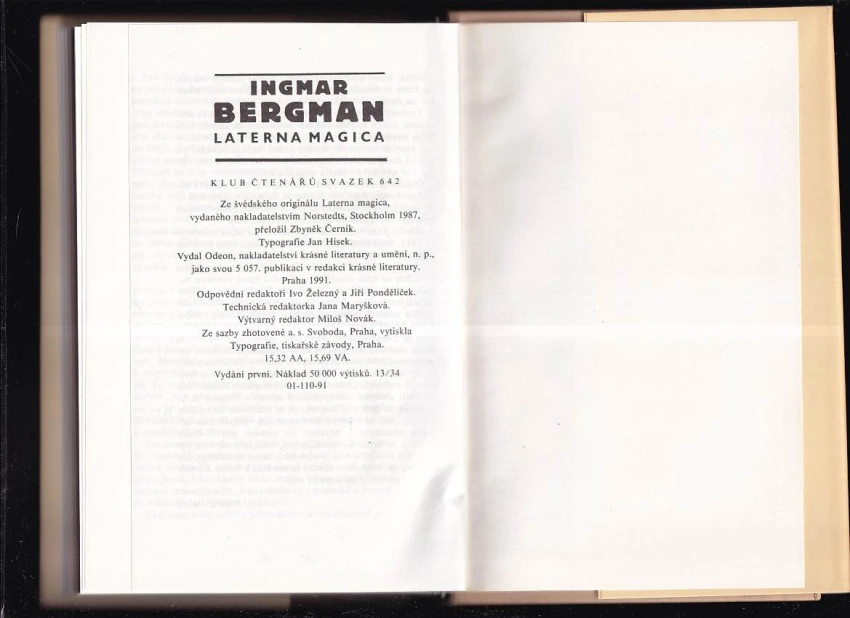 INGMAR
BERGMAN
LATERNA MAGICA
KLUB ČTENÁŘŮ SVAZEK 642
Ze švédského originálu Laterna magica,
vydaného nakladatelstvím Norstedts, Stockholm 1987,
přeložil Zbyněk Černík.
Typografie Jan Hísek.
Vydal Odeon, nakladatelství krásné literatury a umění, n. p.,
jako svou 5 057. publikaci v redakci krásné literatury.
Praha 1991.
Odpovědní redaktoři Ivo Železný a Jiří Pondělíček.
Technická redaktorka Jana Maryšková.
Výtvarný redaktor Miloš Novák.
Ze sazby zhotovené a. s. Svoboda, Praha, vytiskla
Typografie, tiskařské závody, Praha.
15,32 AA, 15,69 VA.
Vydání první. Náklad 50 000 výtisků. 13/34
01-110-91